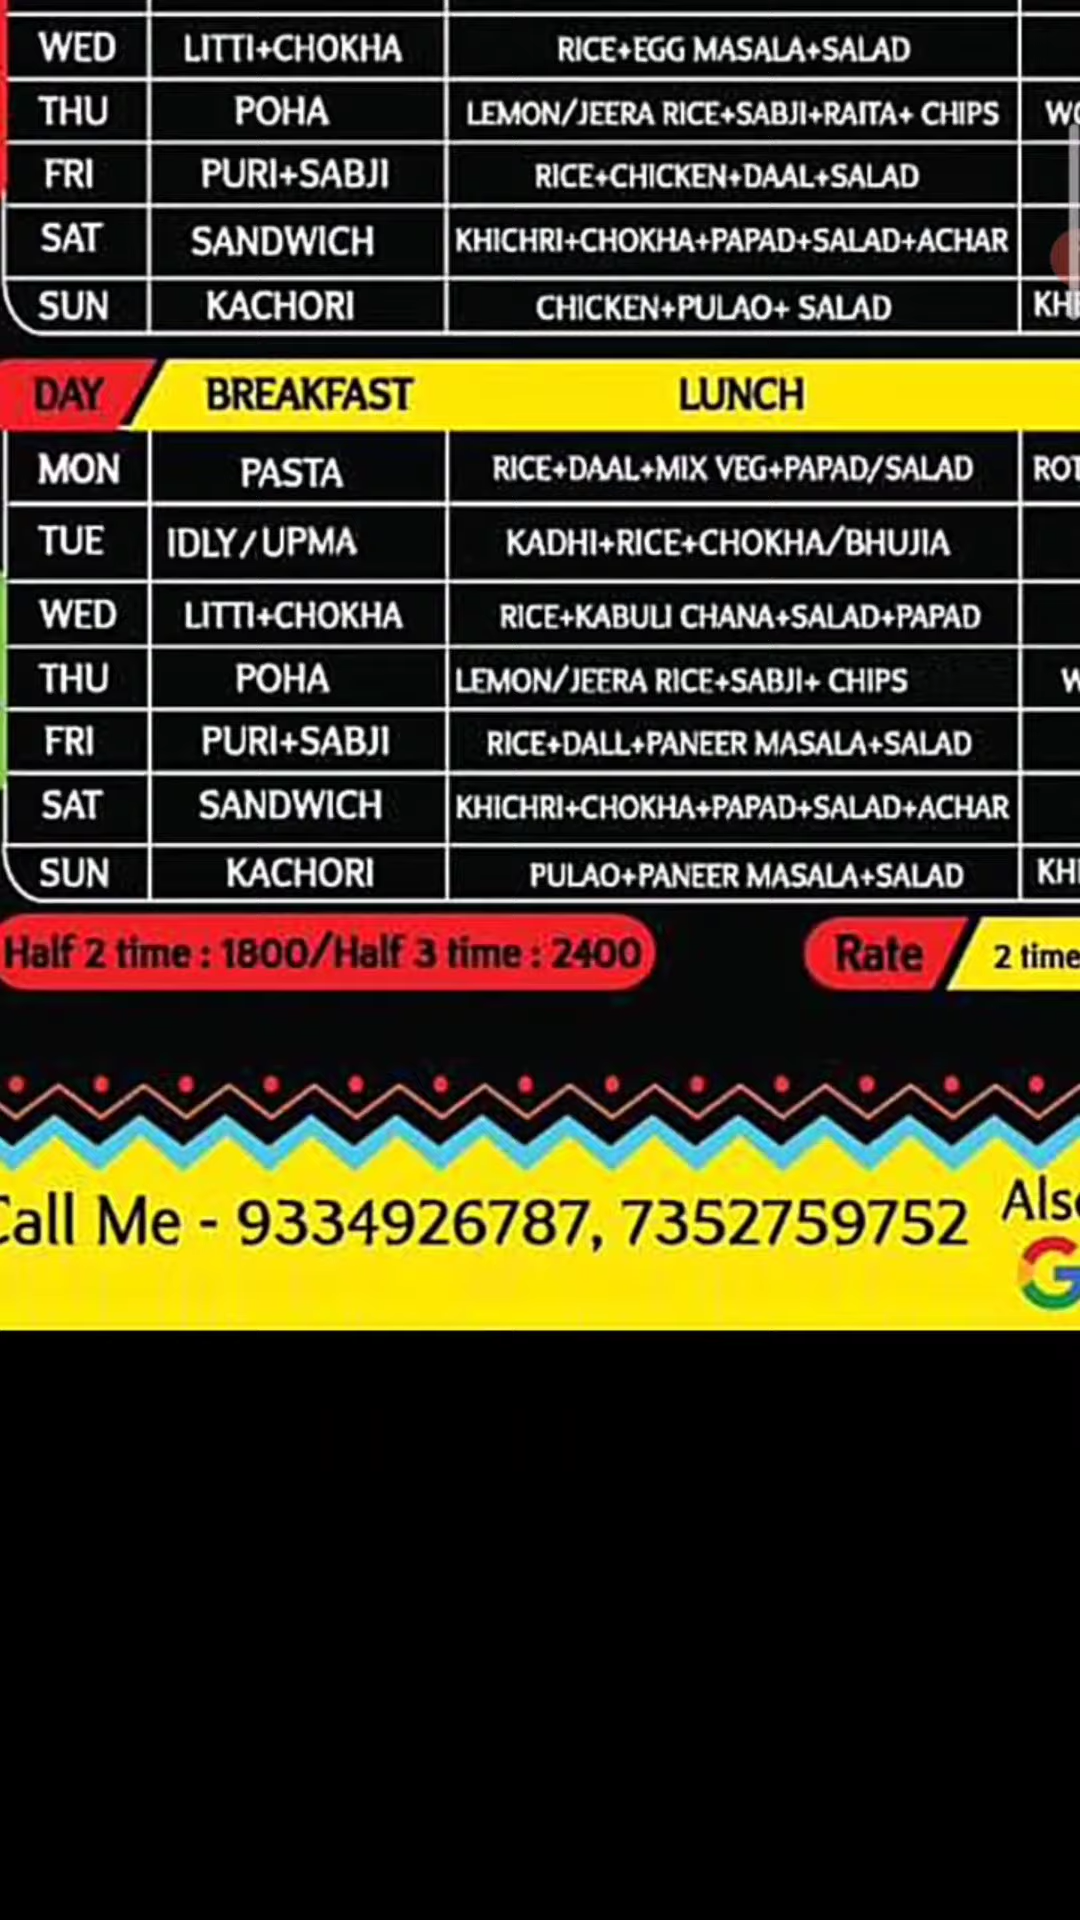 WED LITTI+CHOKHA RICE+EGG MASALA+SALAD
THU POHA LEMON/JEERA RICE+SABJI+RAITA+ CHIPS
FRI PURI+SABJI RICE+CHICKEN+DAAL+SALAD
SAT SANDWICH KHICHRI+CHOKHA+PAPAD+SALAD+ACHAR
SUN KACHORI CHICKEN+PULAO+ SALAD
DAY BREAKFAST LUNCH
MON PASTA RICE+DAAL+MIX VEG+PAPAD/SALAD ROT
TUE IDLY/UPMA KADHI+RICE+CHOKHA/BHUJIA
WED LITTI+CHOKHA RICE+KABULI CHANA+SALAD+PAPAD
THU POHA LEMON/JEERA RICE+SABJI+ CHIPS W
FRI PURI+SABJI RICE+DALL+PANEER MASALA+SALAD
SAT SANDWICH KHICHRI+CHOKHA+PAPAD+SALAD+ACHAR
SUN KACHORI PULAO+PANEER MASALA+SALAD
Half 2 time : 1800/Half 3 time : 2400 Rate 2 time
Call Me - 9334926787, 7352759752